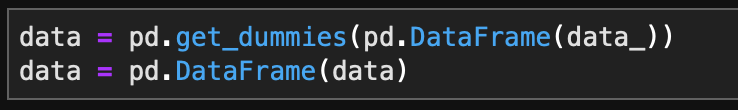 data = pd.get_dummies(pd.DataFrame(data_))
data = pd.DataFrame(data)